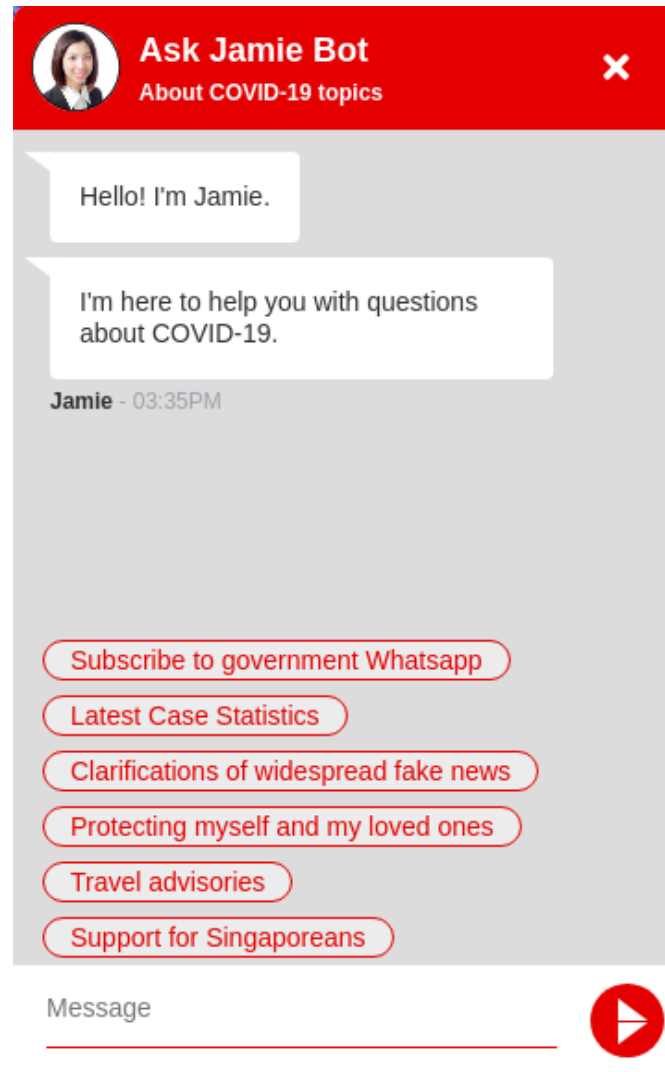 Ask Jamie Bot
About COVID-19 topics
Hello! I'm Jamie.
I'm here to help you with questions
about COVID-19.
Jamie - 03:35PM
Subscribe to government Whatsapp
Latest Case Statistics
Clarifications of widespread fake news
Protecting myself and my loved ones
Travel advisories
Support for Singaporeans
Message